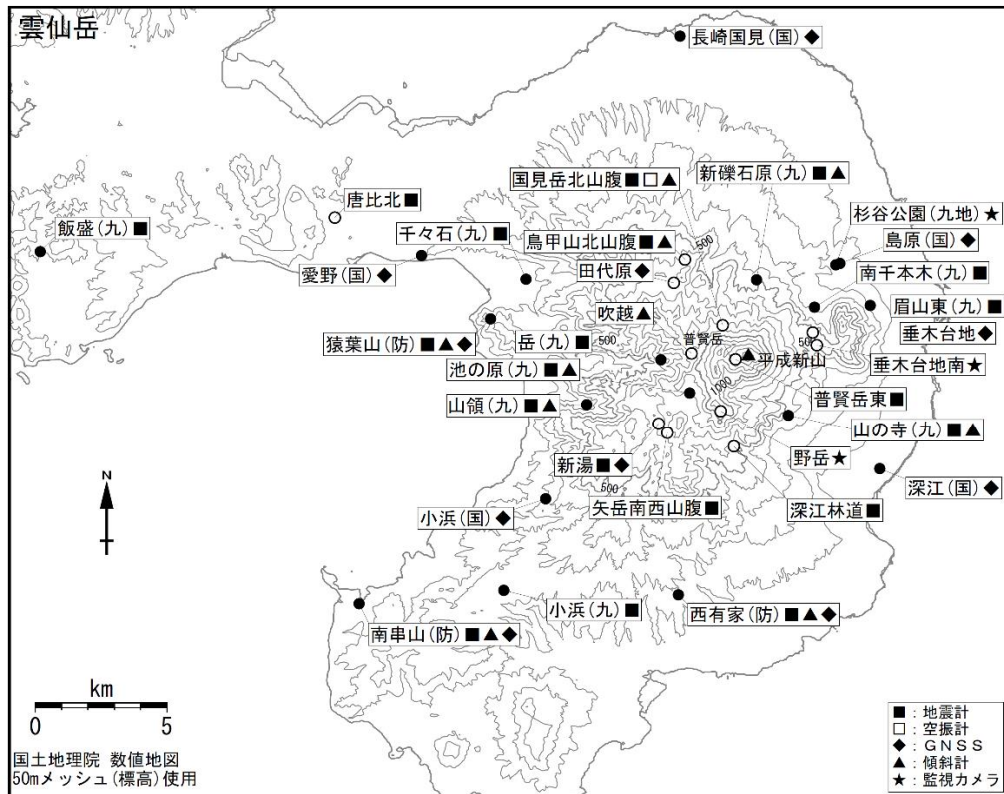 雲仙岳
長崎国見(国)◆
国見岳北山腹■□▲
新礫石原(九)■▲
唐比北■
杉谷公園(九地)★
飯盛(九)■
千々石(九)■
鳥甲山北山腹■▲
島原(国)◆
500
愛野(国)◆
田代原◆
南千本木(九)■
吹越▲
眉山東(九)■
猿葉山(防)■▲◆
岳(九)■
500
普賢岳
500
垂木台地◆
池の原(九)■▲
平成新山
垂木台地南★
1000
山領(九)■▲
普賢岳東■
山の寺(九)■▲
新湯■◆
野岳★
500
深江(国)◆
小浜(国)◆
矢岳南西山腹■
深江林道■
N
小浜(九)■
西有家(防)■▲◆
南串山(防)■▲◆
km
0 5
国土地理院 数値地図
50mメッシュ(標高)使用
■:地震計
□:空振計
◆:GNSS
▲:傾斜計
★:監視カメラ